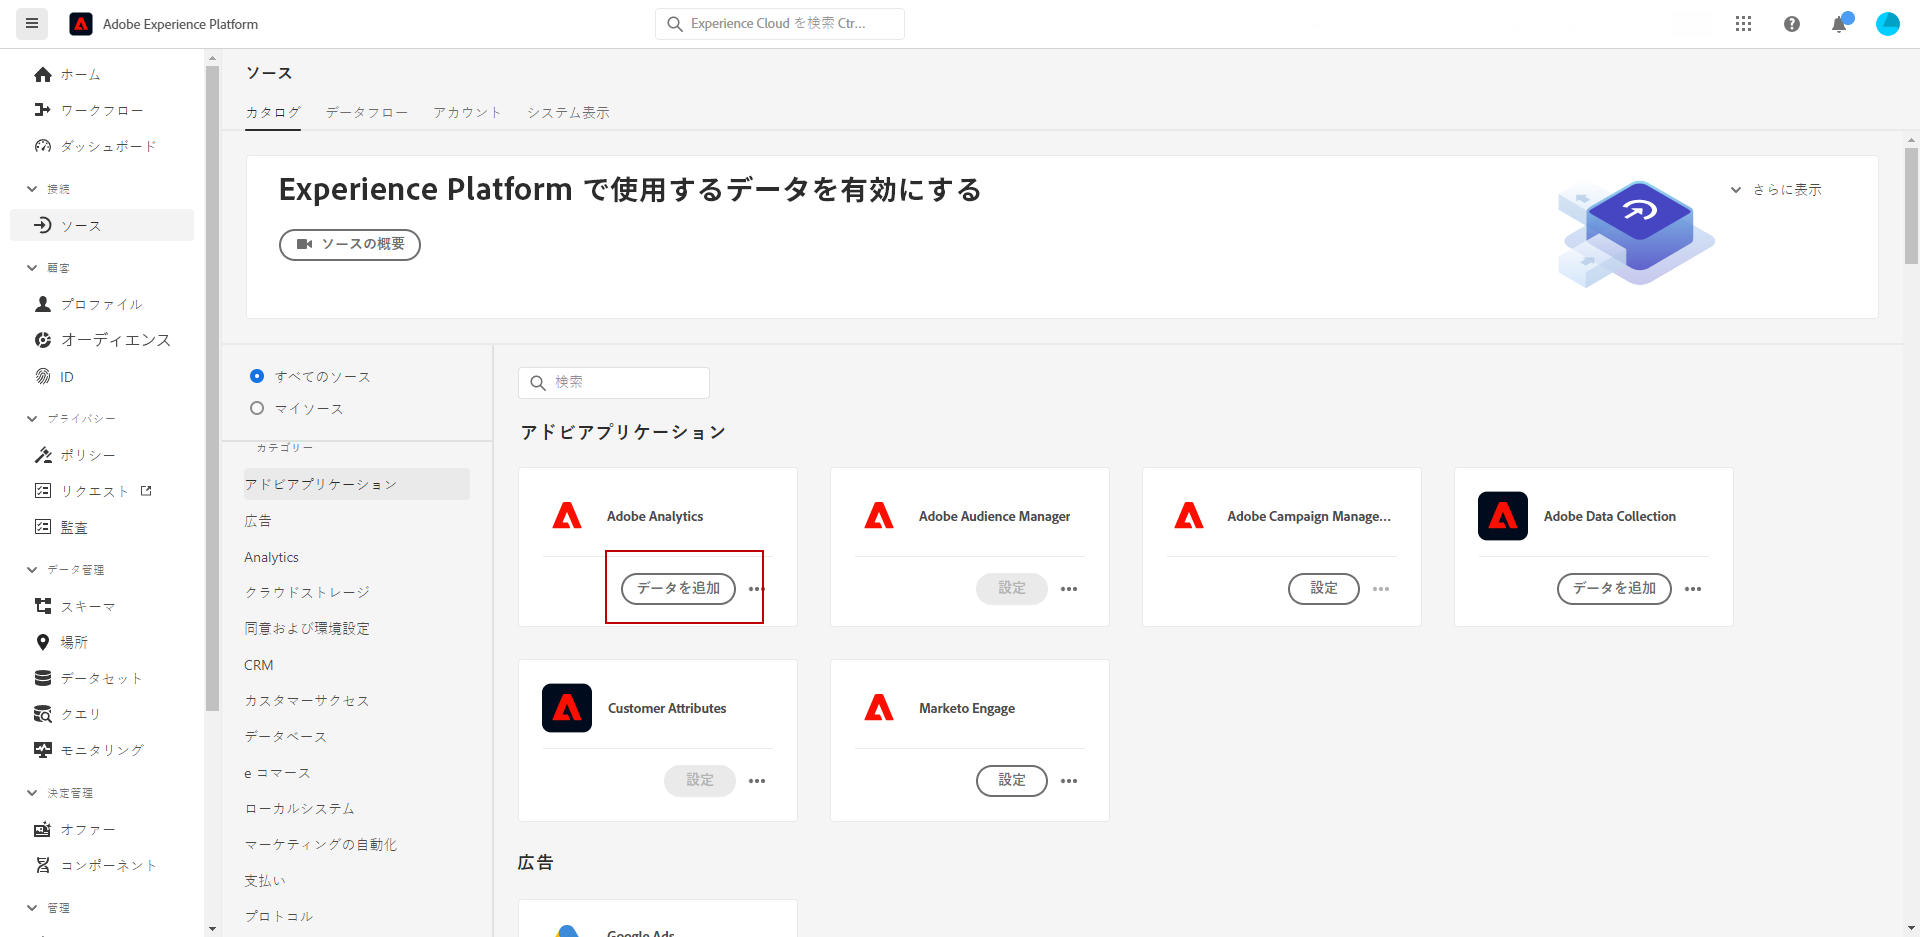 Adobe Experience Platform
Experience Cloud を検索 Ctr...
ホーム
ワークフロー
ダッシュボード
接続
ソース
顧客
プロファイル
オーディエンス
ID
プライバシー
ポリシー
リクエスト
監査
データ管理
スキーマ
場所
データセット
クエリ
モニタリング
決定管理
オファー
コンポーネント
管理
ソース
カタログ データフロー アカウント システム表示
Experience Platform で使用するデータを有効にする
さらに表示
ソースの概要
すべてのソース
マイソース
カテゴリー
アドビアプリケーション
広告
Analytics
クラウドストレージ
同意および環境設定
CRM
カスタマーサクセス
データベース
e コマース
ローカルシステム
マーケティングの自動化
支払い
プロトコル
検索
アドビアプリケーション
Adobe Analytics
データを追加
Adobe Audience Manager
設定
Adobe Campaign Manage...
設定
Adobe Data Collection
データを追加
Customer Attributes
設定
Marketo Engage
設定
広告
Google Ads